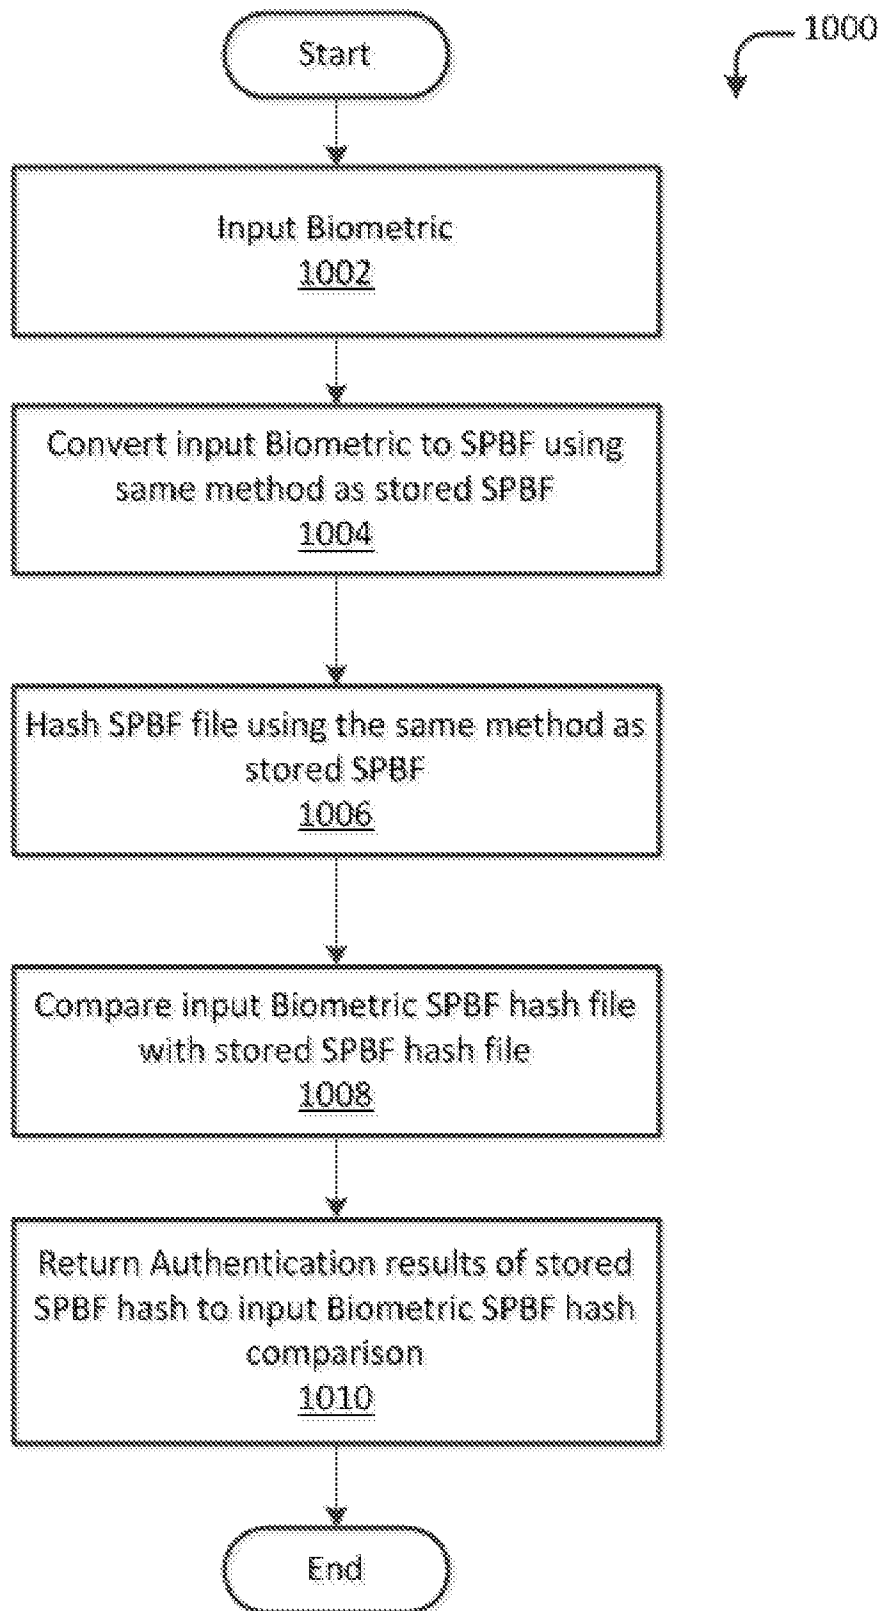 Start
1000
Input Biometric
1002
Convert input Biometric to SPBF using
same method as stored SPBF
1004
Hash SPBF file using the same method as
stored SPBF
1006
Compare input Biometric SPBF hash file
with stored SPBF hash file
1008
Return Authentication results of stored
SPBF hash to input Biometric SPBF hash
comparison
1010
End